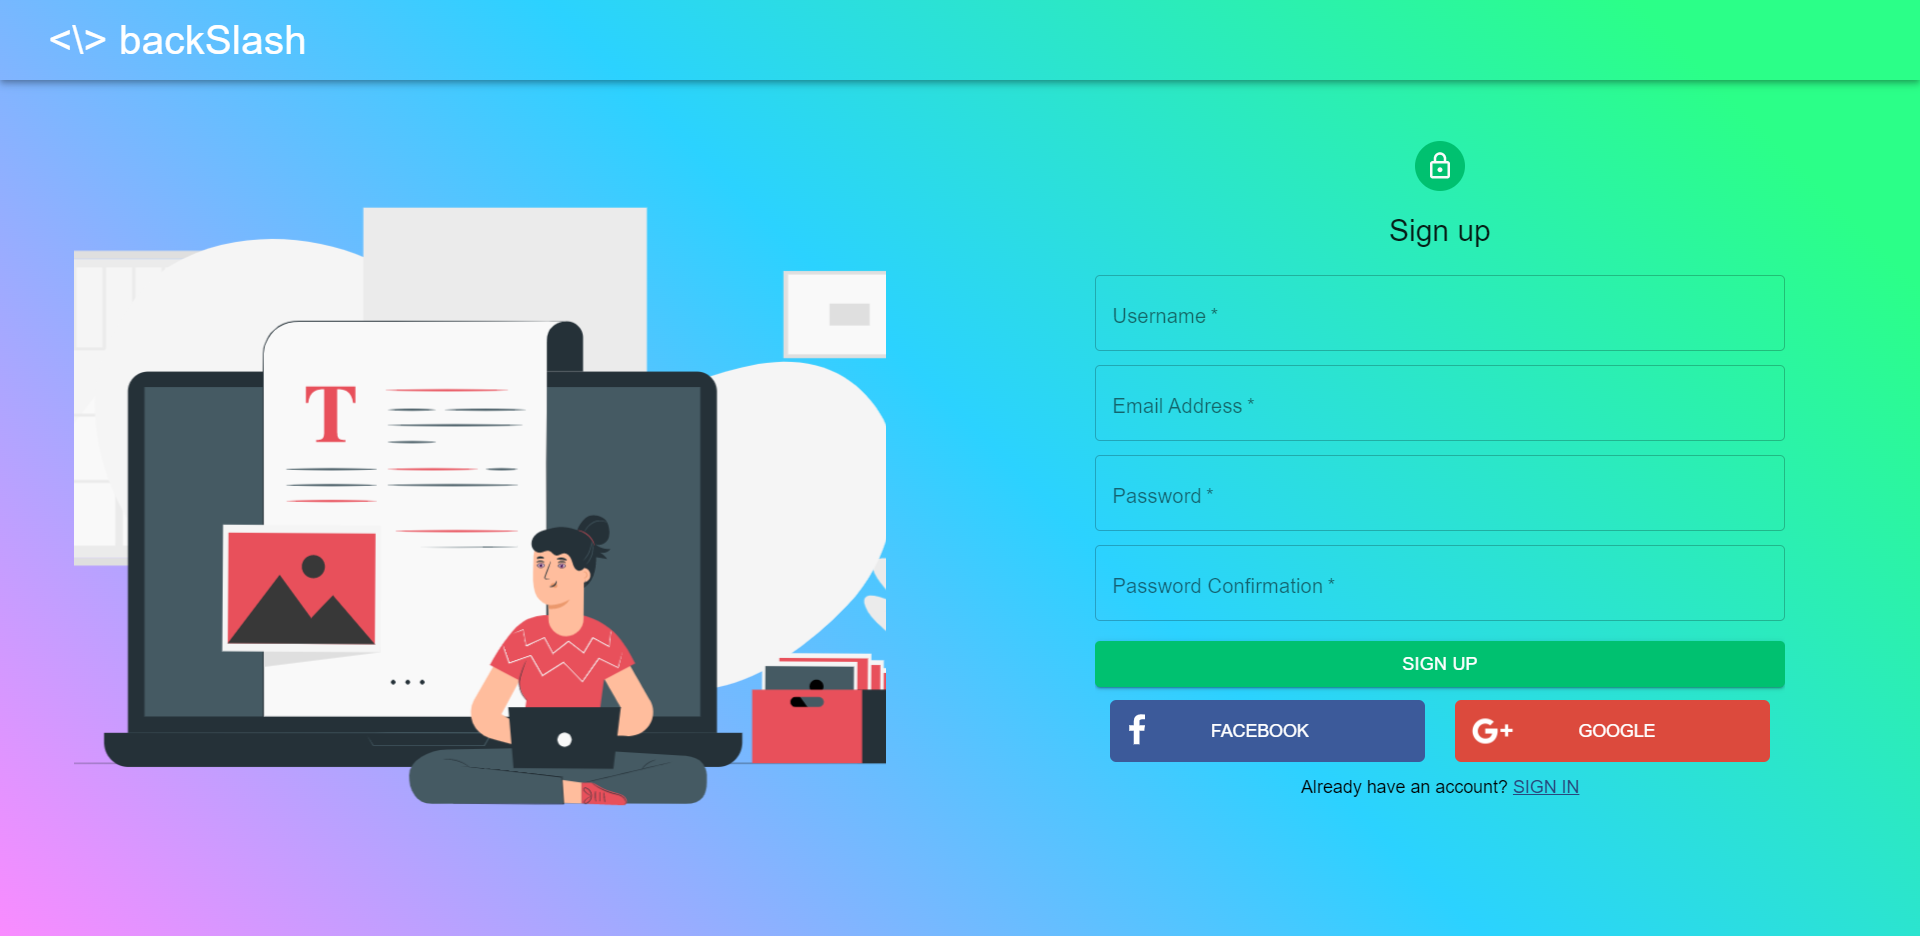 <\> backSlash
Sign up
Username *
Email Address *
Password *
Password Confirmation *
SIGN UP
FACEBOOK
G+ GOOGLE
Already have an account? SIGN IN
T